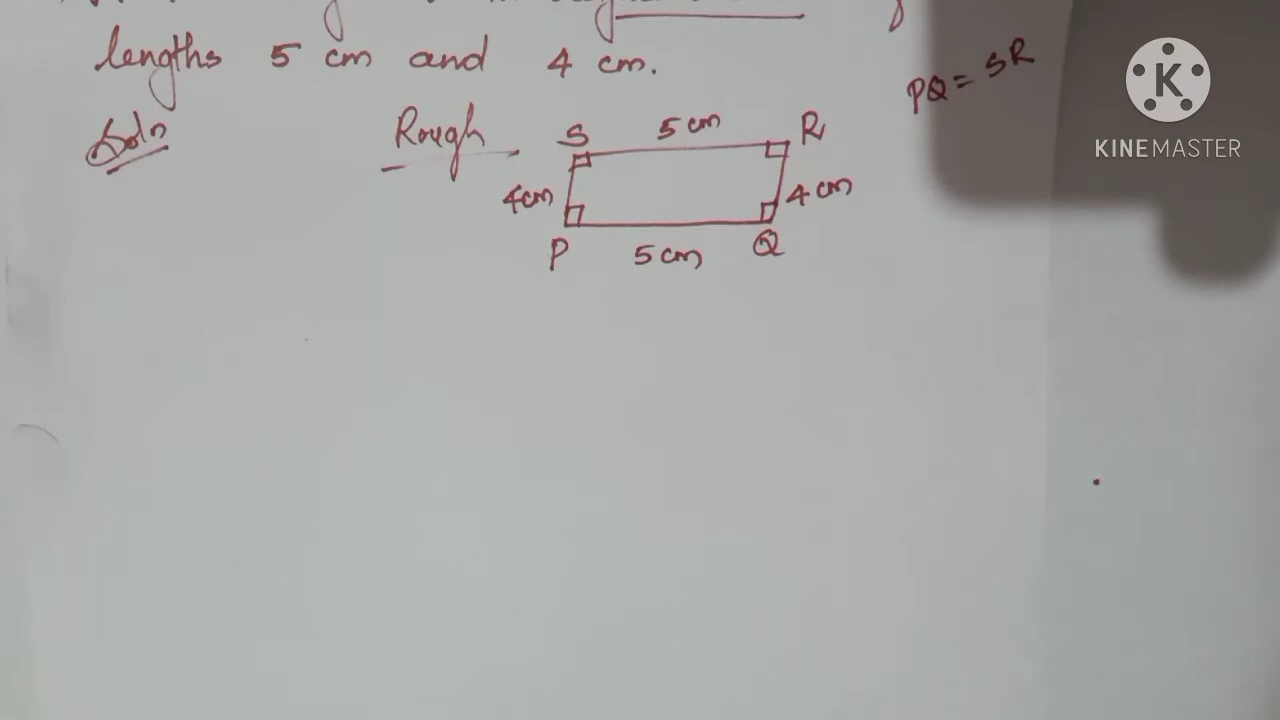 lengths 5 cm and 4 cm.
Soln
Rough
S 5 cm R
4cm 4 cm
P 5 cm Q
PQ = SR
K
KINEMASTER